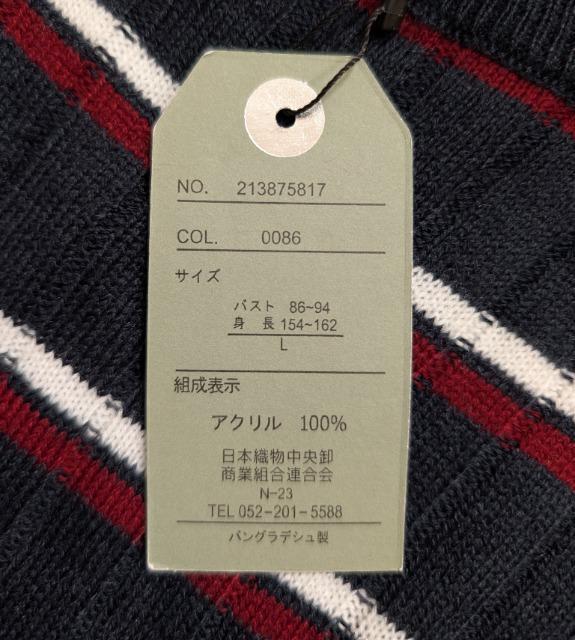 NO. 213875817
COL. 0086
サイズ
バスト 86~94
身 長 154~162
L
組成表示
アクリル 100%
日本織物中央卸
商業組合連合会
N-23
TEL 052-201-5588
バングラデシュ製